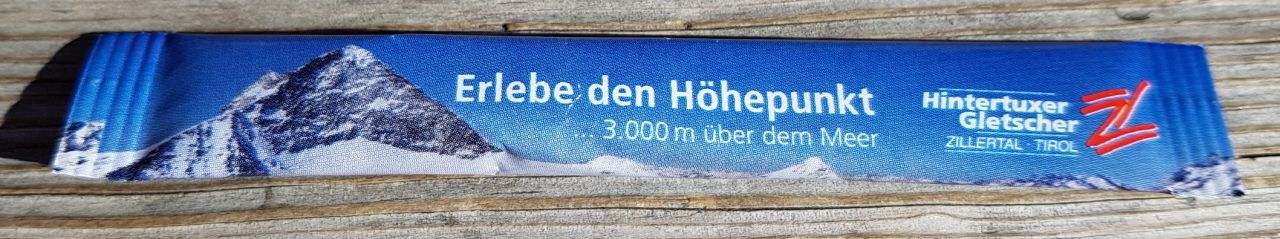 Erlebe den Höhepunkt
... 3.000 m über dem Meer
Hintertuxer
Gletscher
ZILLERTAL · TIROL